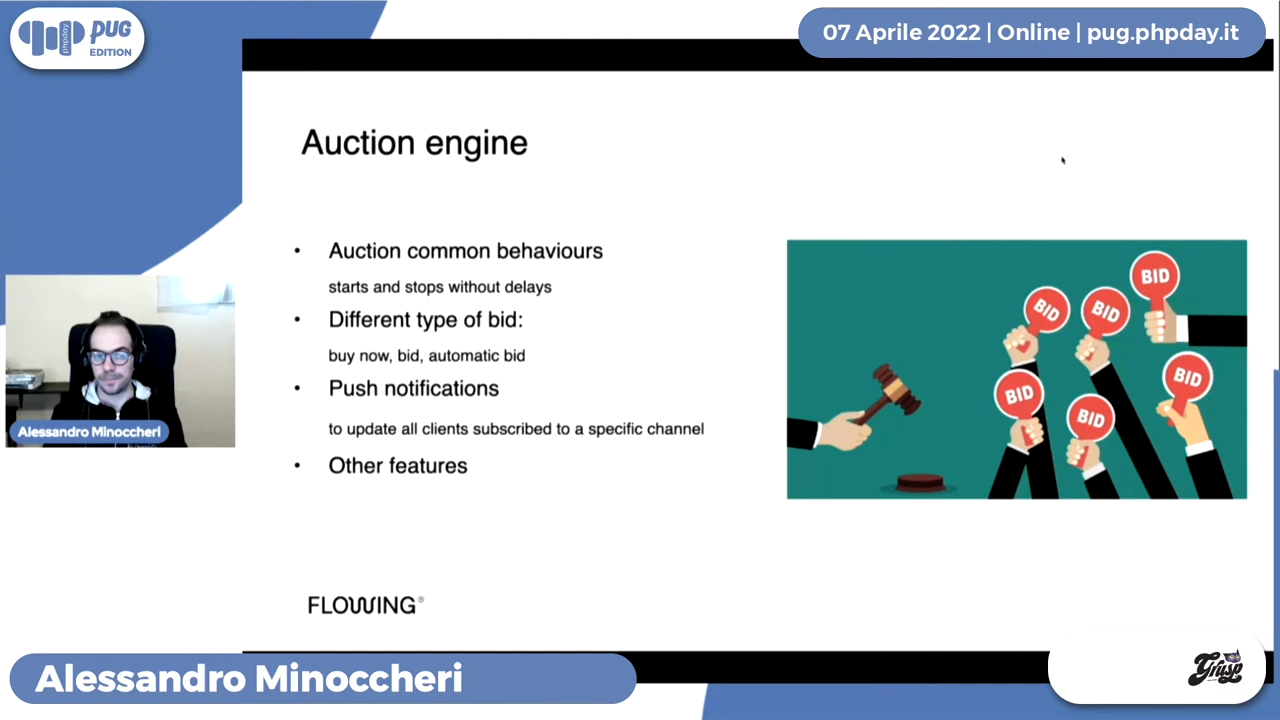 phpday
PUG
EDITION
07 Aprile 2022 | Online | pug.phpday.it
Auction engine
• Auction common behaviours
starts and stops without delays
• Different type of bid:
buy now, bid, automatic bid
• Push notifications
to update all clients subscribed to a specific channel
• Other features
BID
BID
BID
BID
BID
BID
Alessandro Minoccheri
FLOWING®
Alessandro Minoccheri
Grusp